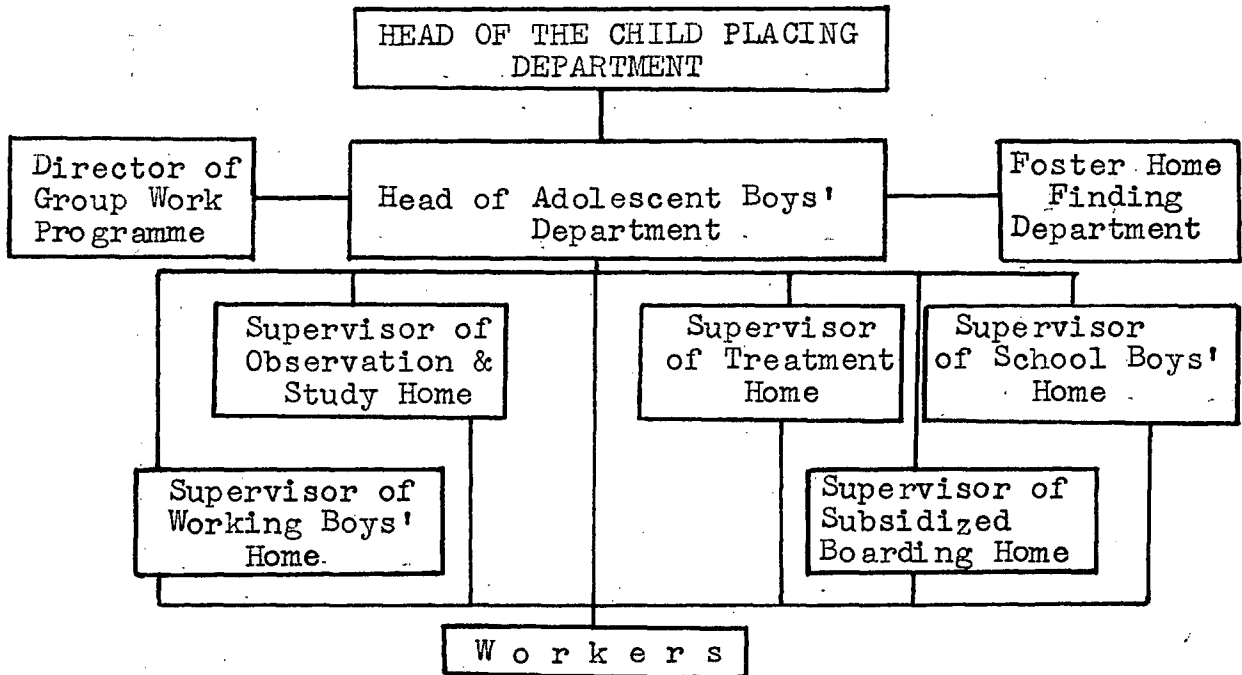 HEAD OF THE CHILD PLACING
DEPARTMENT
Director of
Group Work
Programme
Head of Adolescent Boys'
Department
Foster Home
Finding
Department
Supervisor of
Observation &
Study Home
Supervisor
of Treatment
Home
Supervisor
of School Boys'
Home
Supervisor of
Working Boys'
Home.
Supervisor of
Subsidized
Boarding Home
Workers